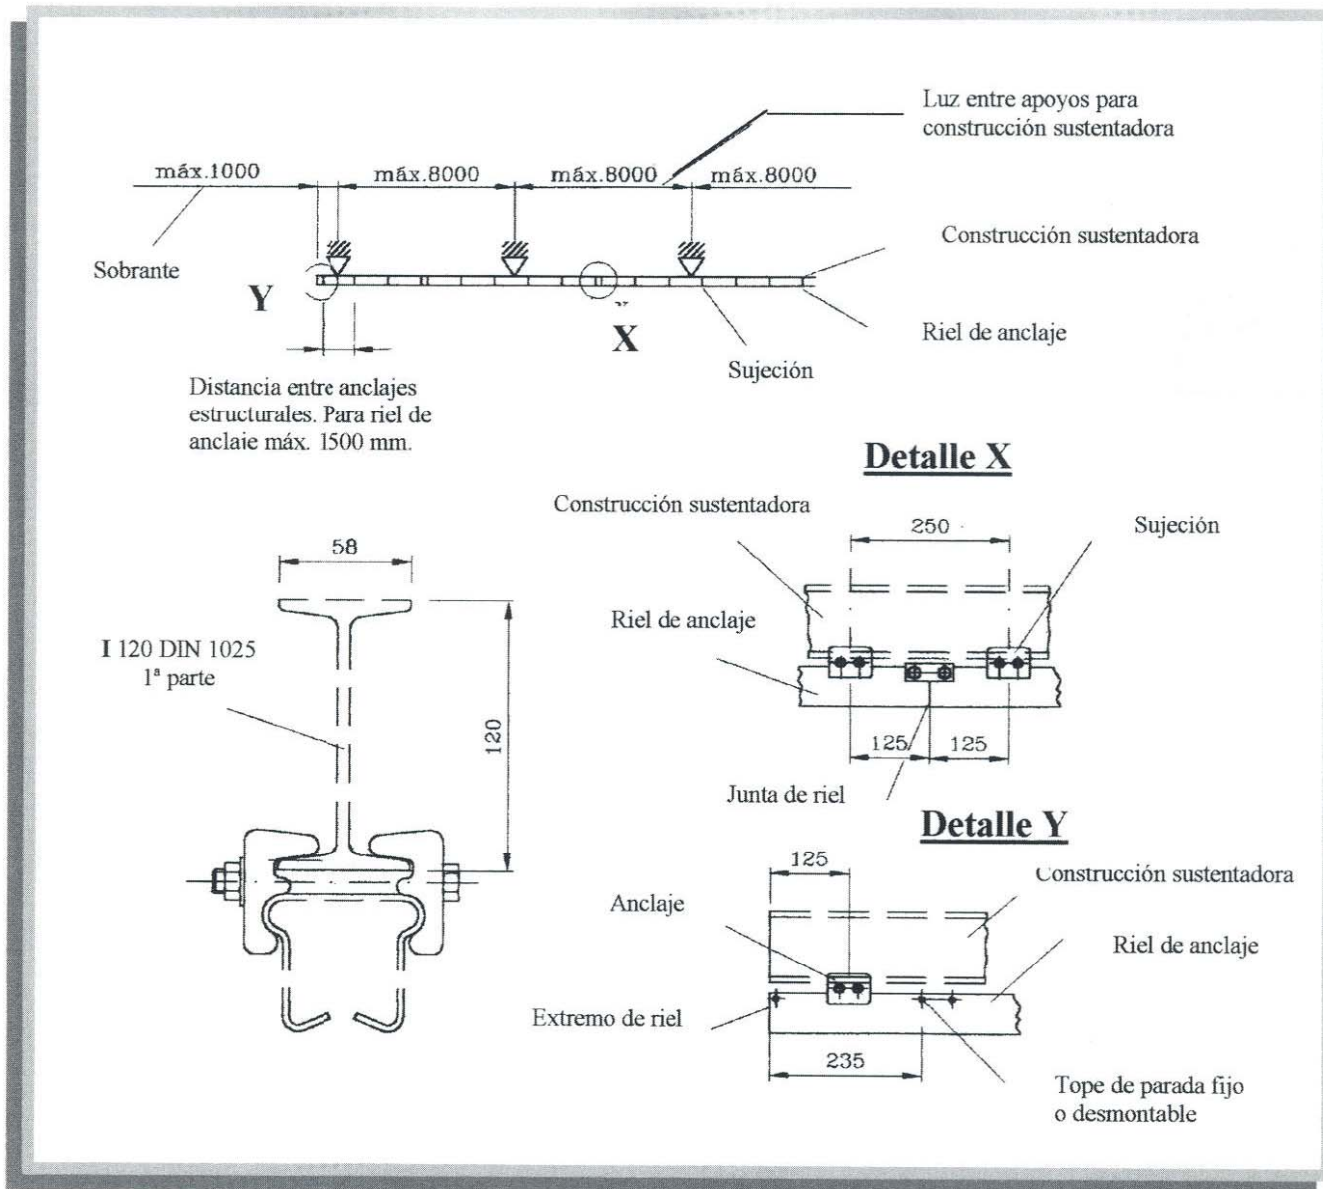 Luz entre apoyos para
construcción sustentadora
máx.1000
máx.8000
máx.8000
máx.8000
Sobrante
Construcción sustentadora
Y
X
Riel de anclaje
Sujeción
Distancia entre anclajes
estructurales. Para riel de
anclaje máx. 1500 mm.
Detalle X
Construcción sustentadora
250
Sujeción
58
Riel de anclaje
I 120 DIN 1025
1ª parte
120
125
125
Junta de riel
Detalle Y
125
Construcción sustentadora
Anclaje
Riel de anclaje
Extremo de riel
235
Tope de parada fijo
o desmontable